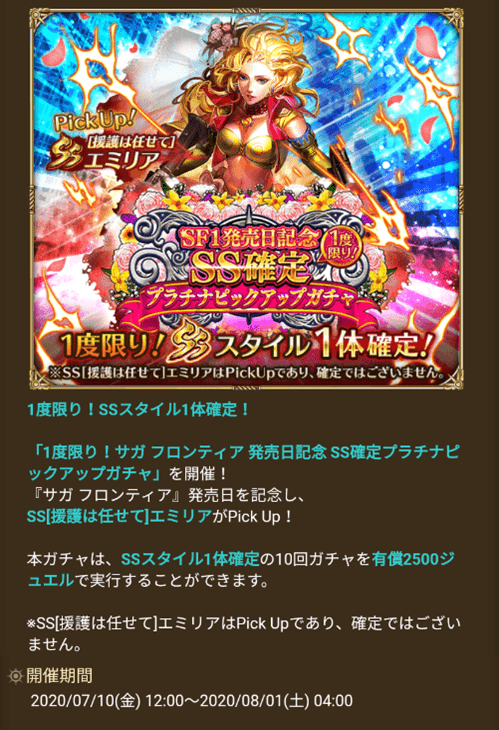 Pick Up!
[援護は任せて]
SS エミリア
SF1発売日記念
1度
限り!
SS確定
プラチナピックアップガチャ
1度限り! SS スタイル1体確定!
※SS[援護は任せて]エミリアはPickUpであり、確定ではございません。
1度限り！SSスタイル1体確定！
「1度限り！サガ フロンティア 発売日記念 SS確定プラチナピ
ックアップガチャ」を開催！
『サガ フロンティア』発売日を記念し、
SS[援護は任せて]エミリアがPick Up！
本ガチャは、SSスタイル1体確定の10回ガチャを有償2500ジ
ュエルで実行することができます。
※SS[援護は任せて]エミリアはPick Upであり、確定ではござい
ません。
開催期間
2020/07/10(金) 12:00～2020/08/01(土) 04:00